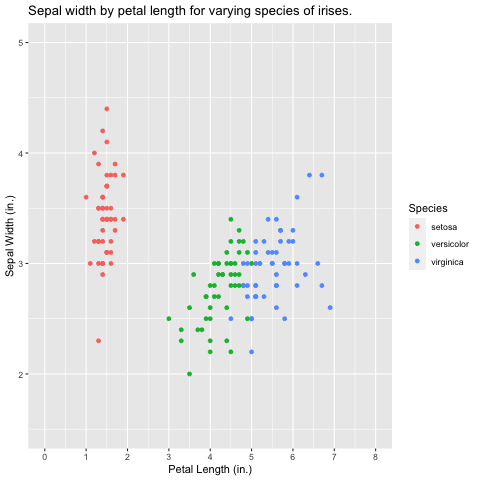 Sepal width by petal length for varying species of irises.
5
4
3
2
Sepal Width (in.)
0 1 2 3 4 5 6 7 8
Petal Length (in.)
Species
setosa
versicolor
virginica